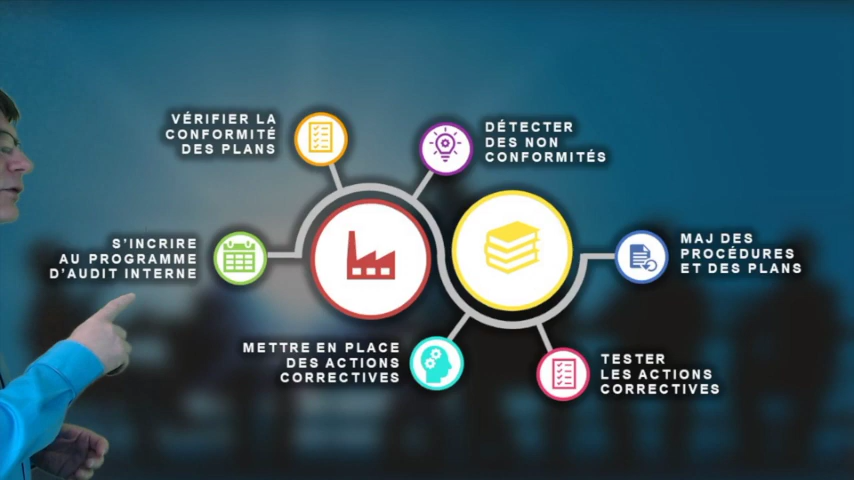 VÉRIFIER LA
CONFORMITÉ
DES PLANS
DÉTECTER
DES NON
CONFORMITÉS
S'INCRIRE
AU PROGRAMME
D'AUDIT INTERNE
MAJ DES
PROCÉDURES
ET DES PLANS
METTRE EN PLACE
DES ACTIONS
CORRECTIVES
TESTER
LES ACTIONS
CORRECTIVES